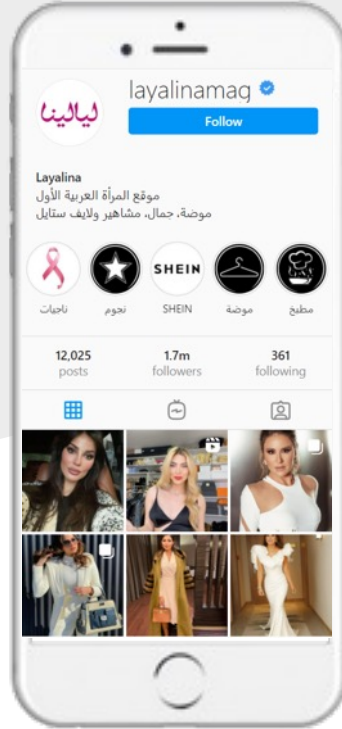 ليالينا
layalinamag
Follow
Layalina
موقع المرأة العربية الأول
موضة، جمال، مشاهير ولايف ستايل
SHEIN
ناجيات نجوم SHEIN موضة مطبخ
12,025 1.7m 361
posts followers following